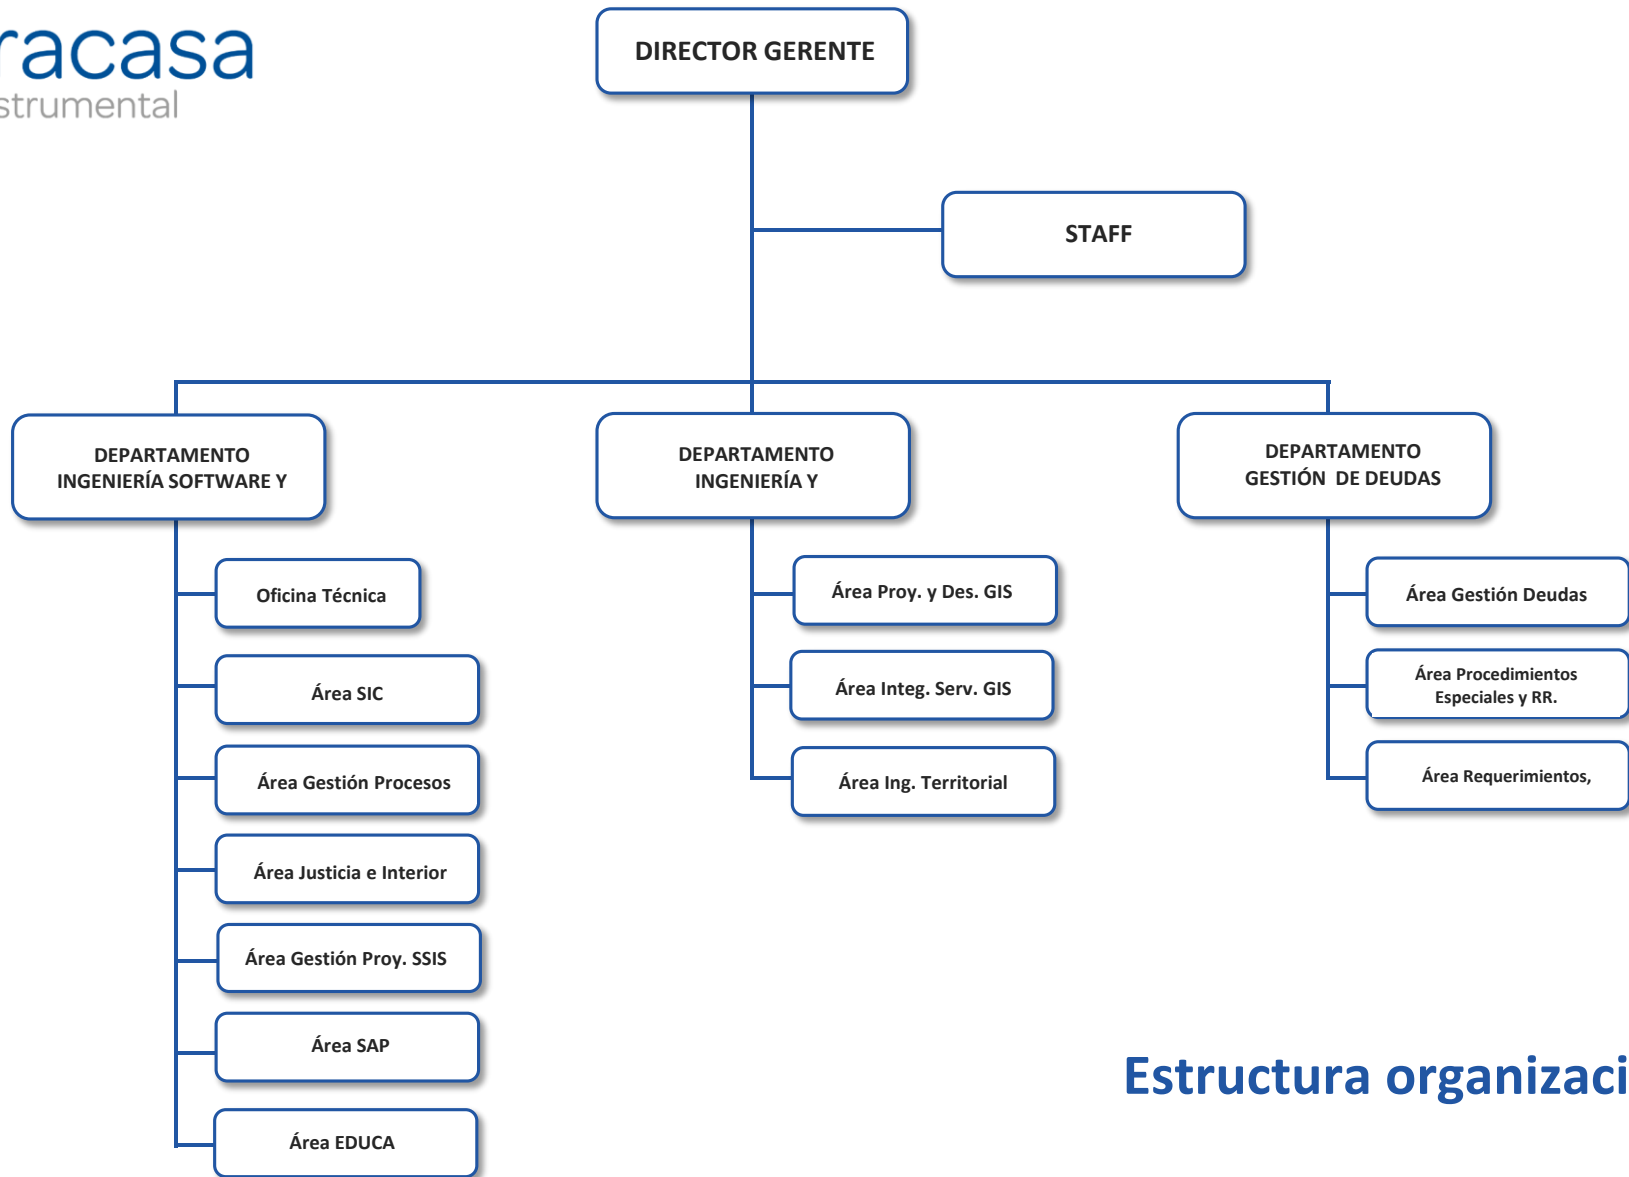 racasa
strumental
DIRECTOR GERENTE
STAFF
DEPARTAMENTO
INGENIERÍA SOFTWARE Y
DEPARTAMENTO
INGENIERÍA Y
DEPARTAMENTO
GESTIÓN DE DEUDAS
Oficina Técnica
Área SIC
Área Gestión Procesos
Área Justicia e Interior
Área Gestión Proy. SSIS
Área SAP
Área EDUCA
Área Proy. y Des. GIS
Área Integ. Serv. GIS
Área Ing. Territorial
Área Gestión Deudas
Área Procedimientos
Especiales y RR.
Área Requerimientos,
Estructura organizaci